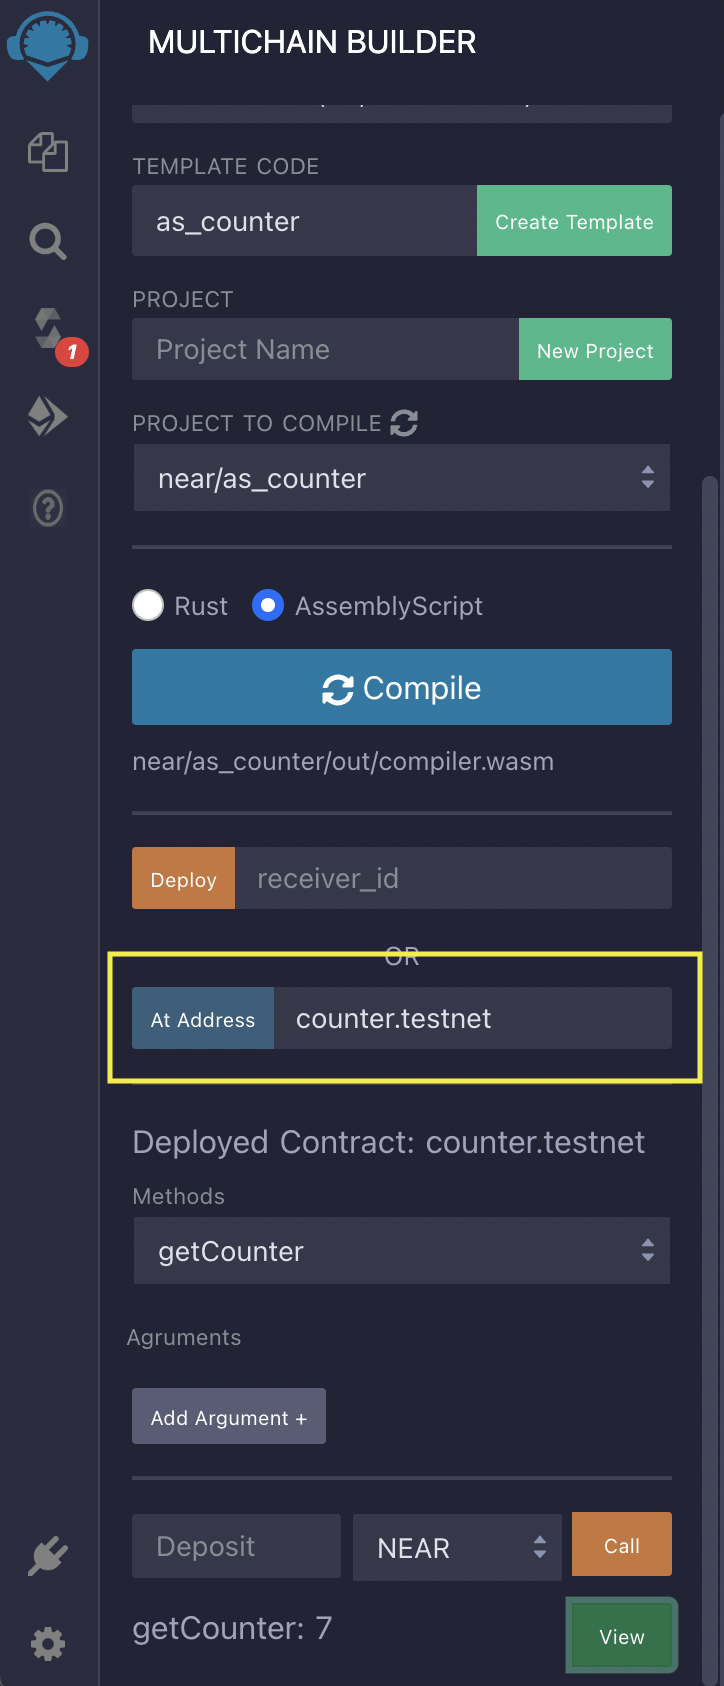 MULTICHAIN BUILDER
TEMPLATE CODE
as_counter
Create Template
PROJECT
Project Name
New Project
PROJECT TO COMPILE
near/as_counter
1
Rust
AssemblyScript
Compile
near/as_counter/out/compiler.wasm
Deploy
receiver_id
OR
At Address
counter.testnet
Deployed Contract: counter.testnet
Methods
getCounter
Agruments
Add Argument +
Deposit
NEAR
Call
getCounter: 7
View